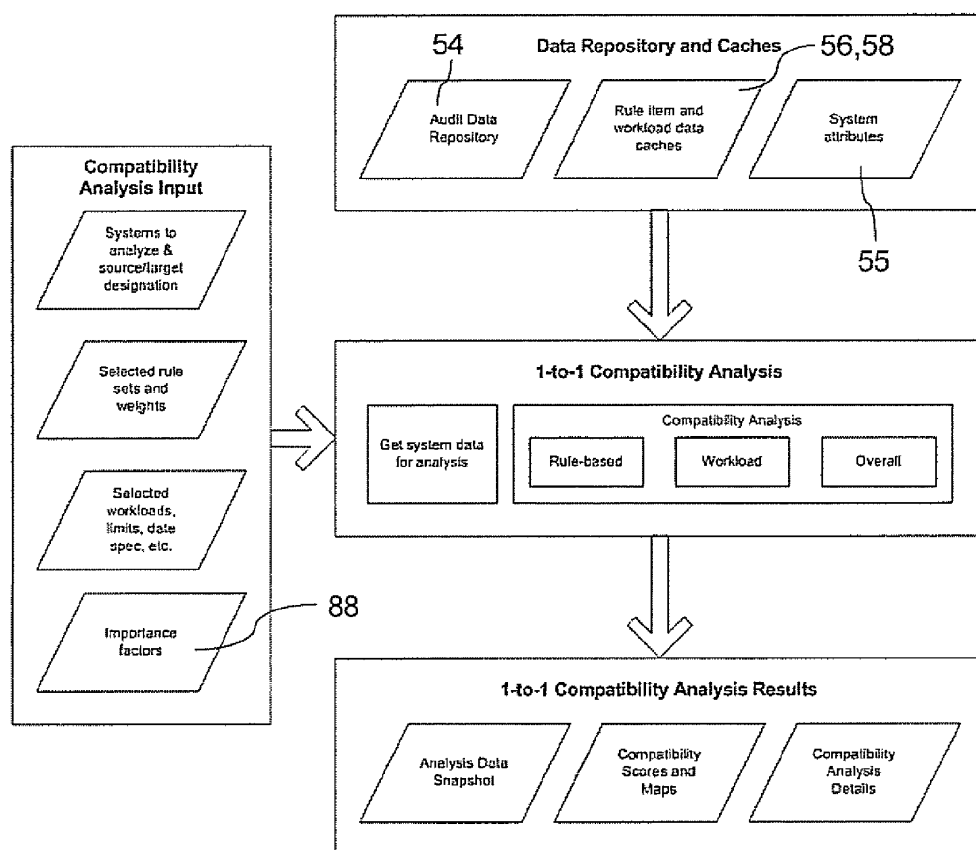 54
56,58
Data Repository and Caches
Audit Data
Repository
Rule item and
workload data
caches
System
attributes
55
Compatibility
Analysis Input
Systems to
analyze &
source/target
designation
Selected rule
sets and
weights
Selected
workloads,
limits, date
spec, etc.
Importance
factors
88
1-to-1 Compatibility Analysis
Get system data
for analysis
Compatibility Analysis
Rule-based
Workload
Overall
1-to-1 Compatibility Analysis Results
Analysis Data
Snapshot
Compatibility
Scores and
Maps
Compatibility
Analysis
Details